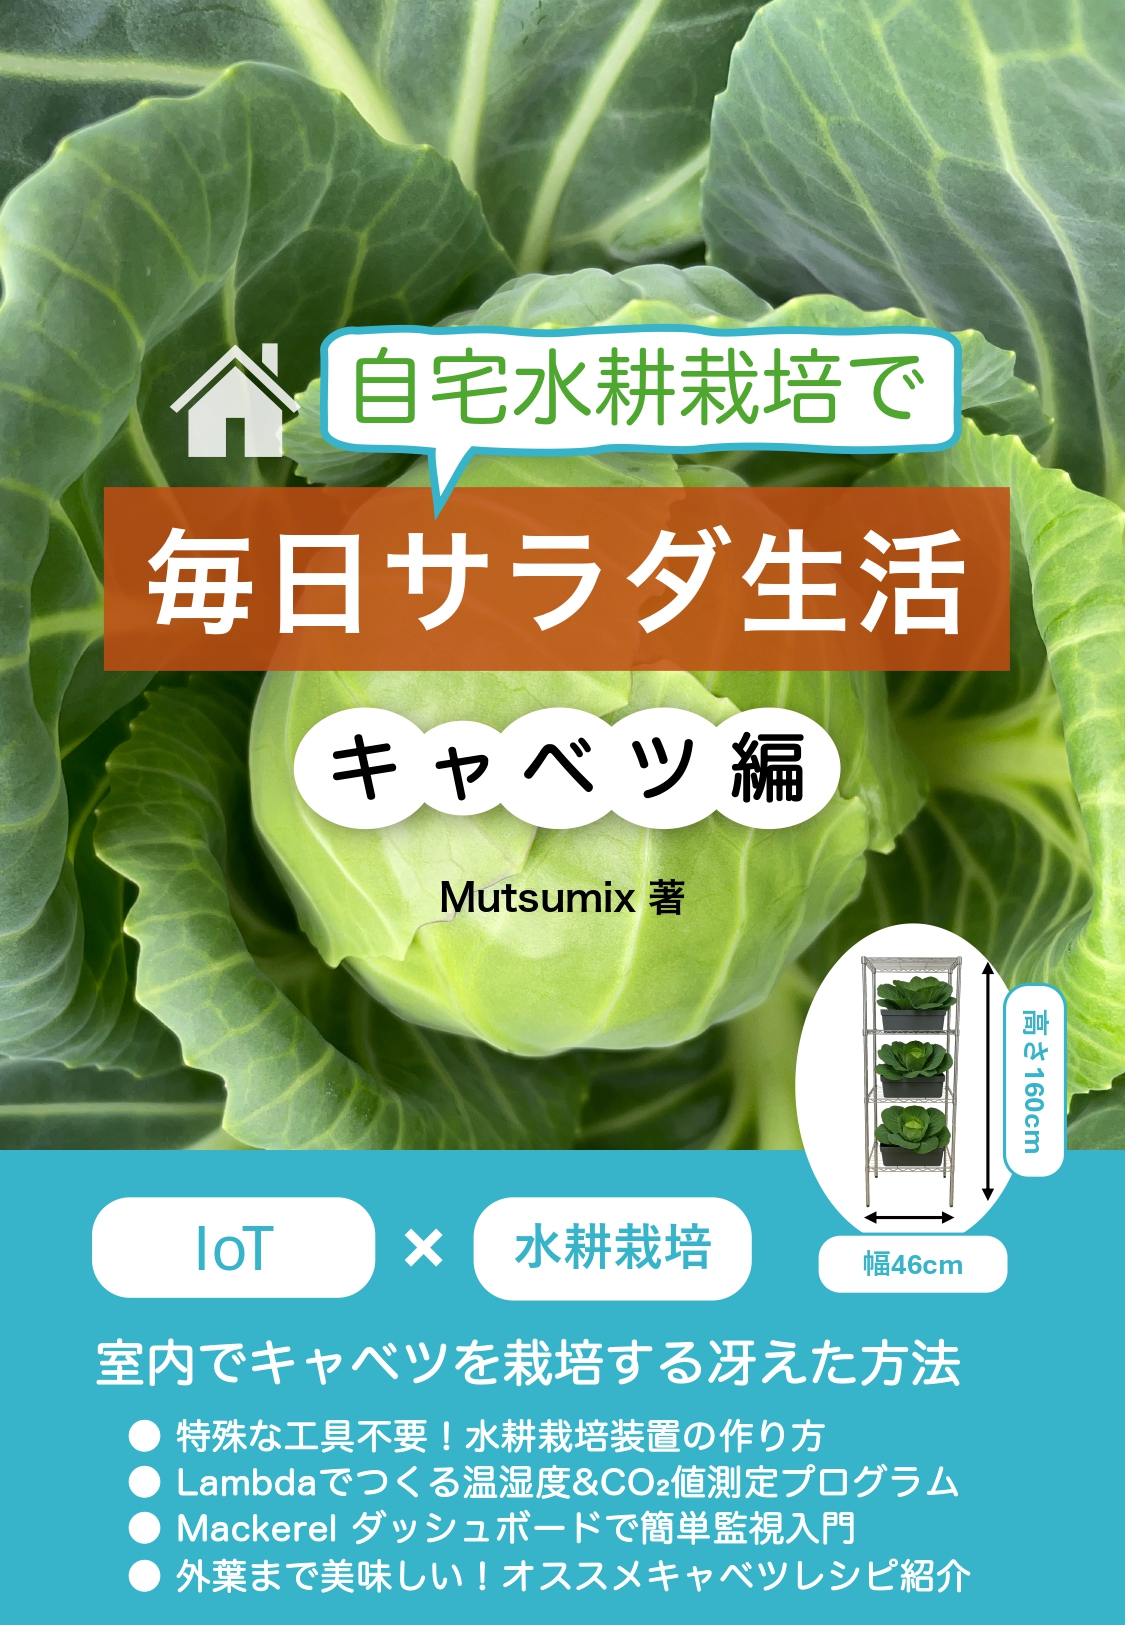 自宅水耕栽培で
毎日サラダ生活
キャベツ編
Mutsumix 著
高さ160cm
幅46cm
IoT × 水耕栽培
室内でキャベツを栽培する冴えた方法
● 特殊な工具不要！水耕栽培装置の作り方
● Lambdaでつくる温湿度&CO₂値測定プログラム
● Mackerel ダッシュボードで簡単監視入門
● 外葉まで美味しい！オススメキャベツレシピ紹介